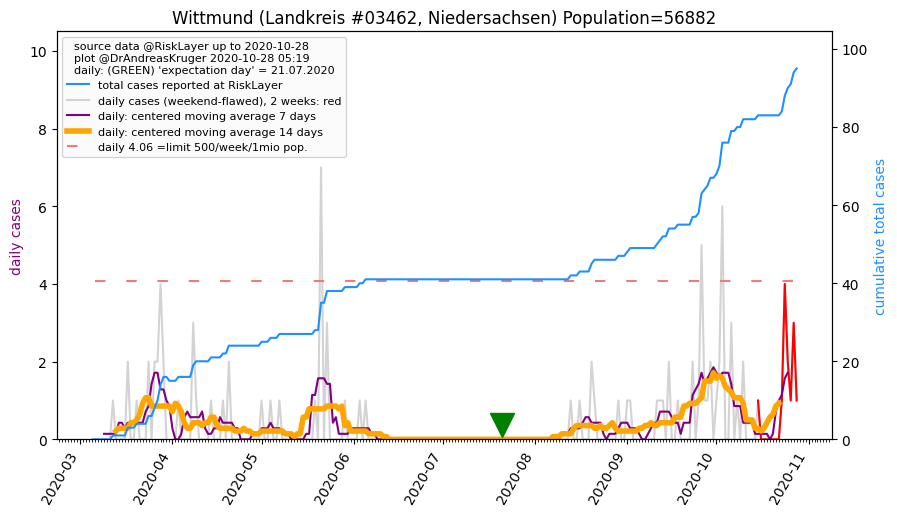 Wittmund (Landkreis #03462, Niedersachsen) Population=56882
source data @RiskLayer up to 2020-10-28
plot @DrAndreasKruger 2020-10-28 05:19
daily: (GREEN) 'expectation day' = 21.07.2020
total cases reported at RiskLayer
daily cases (weekend-flawed), 2 weeks: red
daily: centered moving average 7 days
daily: centered moving average 14 days
daily 4.06 =limit 500/week/1mio pop.
daily cases
10
8
6
4
2
0
100
80
60
40
20
0
cumulative total cases
2020-03
2020-04
2020-05
2020-06
2020-07
2020-08
2020-09
2020-10
2020-11